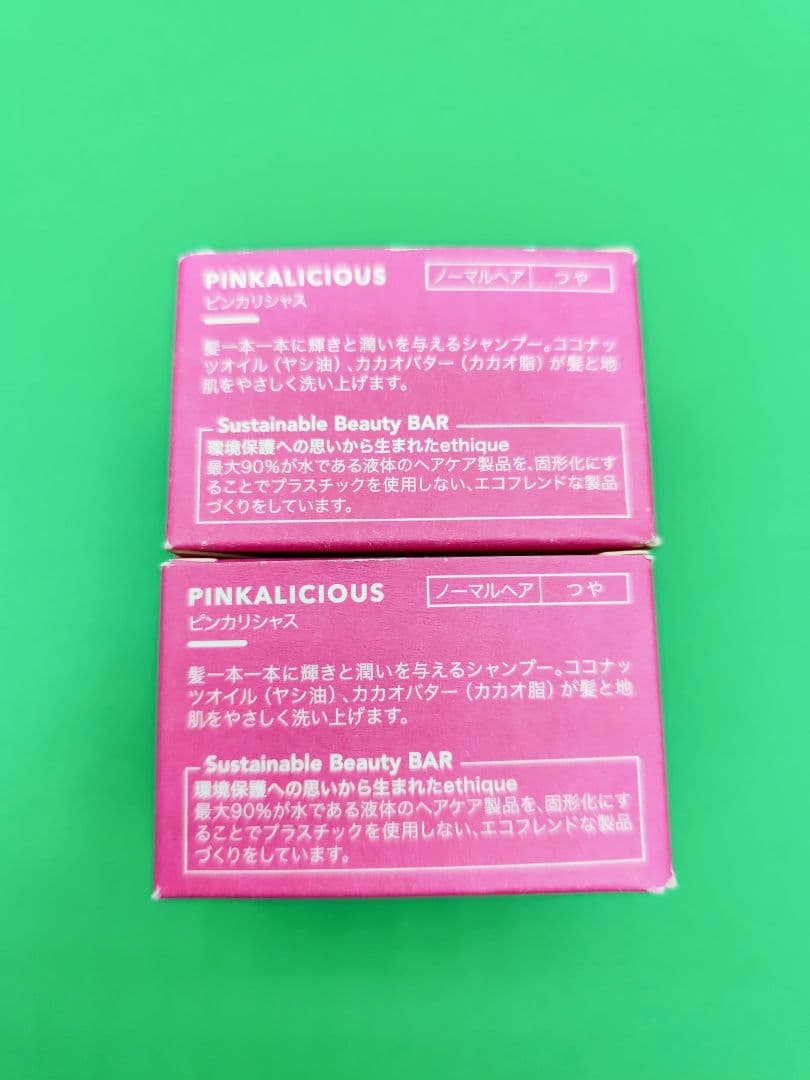 PINKALICIOUS
ノーマルヘア つや
ピンカリシャス
髪一本一本に輝きと潤いを与えるシャンプー。ココナッ
ツオイル(ヤシ油)、カカオバター(カカオ脂)が髪と地
肌をやさしく洗い上げます。
Sustainable Beauty BAR
環境保護への思いから生まれたethique
最大90%が水である液体のヘアケア製品を、固形化にす
ることでプラスチックを使用しない、エコフレンドな製品
づくりをしています。
PINKALICIOUS
ノーマルヘア つや
ピンカリシャス
髪一本一本に輝きと潤いを与えるシャンプー。ココナッ
ツオイル(ヤシ油)、カカオバター(カカオ脂)が髪と地
肌をやさしく洗い上げます。
Sustainable Beauty BAR
環境保護への思いから生まれたethique
最大90%が水である液体のヘアケア製品を、固形化にす
ることでプラスチックを使用しない、エコフレンドな製品
づくりをしています。